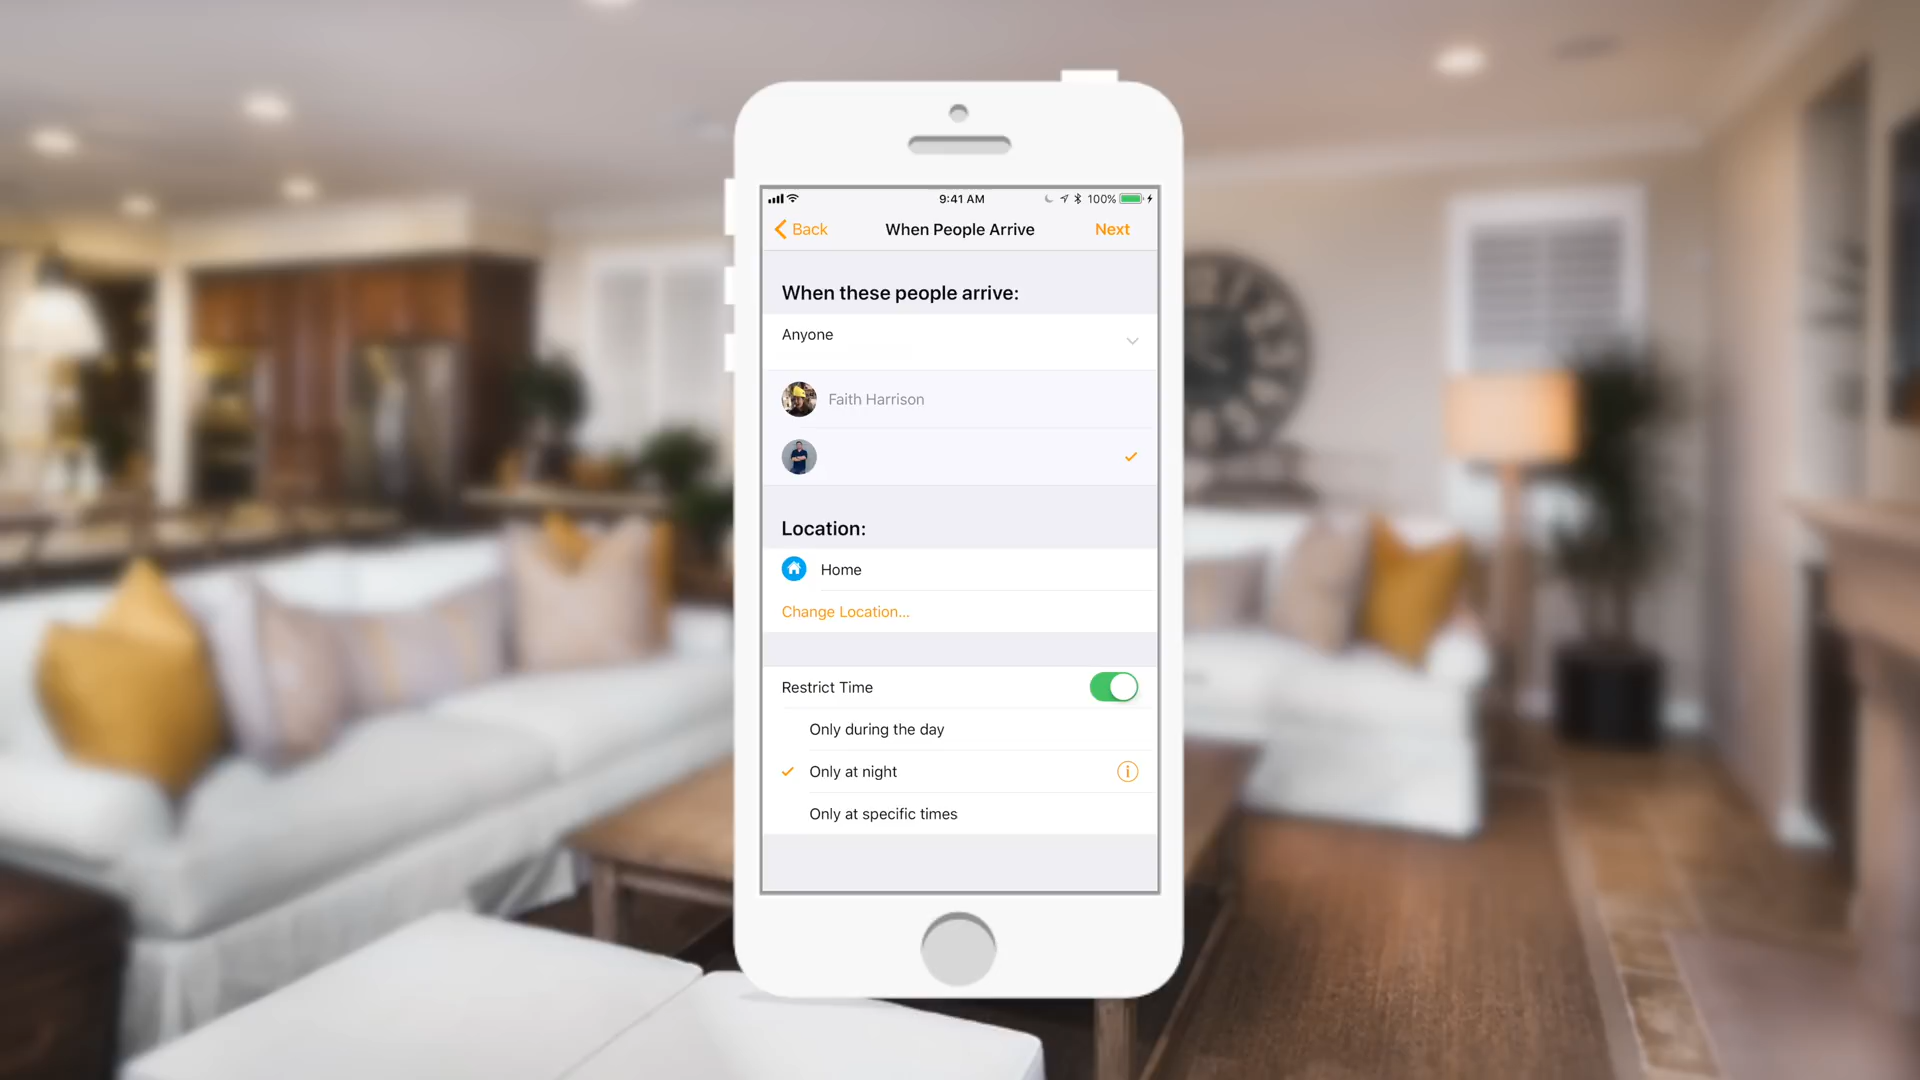 9:41 AM
100%
Back
When People Arrive
Next
When these people arrive:
Anyone
Faith Harrison
Location:
Home
Change Location...
Restrict Time
Only during the day
Only at night
Only at specific times